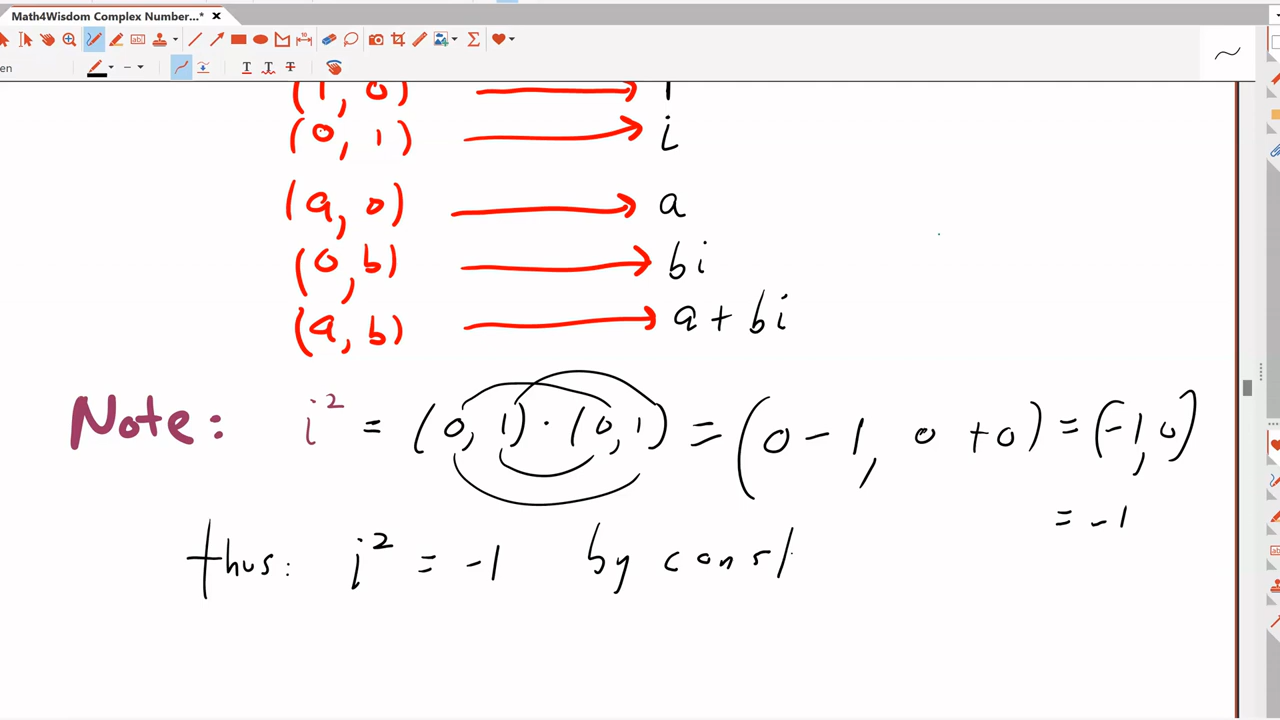 Math4Wisdom Complex Number...*
en
(1, 0) → 1
(0, 1) → i
(a, 0) → a
(0, b) → bi
(a, b) → a + bi
Note: i² = (0, 1) · (0, 1) = (0 - 1, 0 + 0) = (-1, 0)
= -1
thus: i² = -1 by const